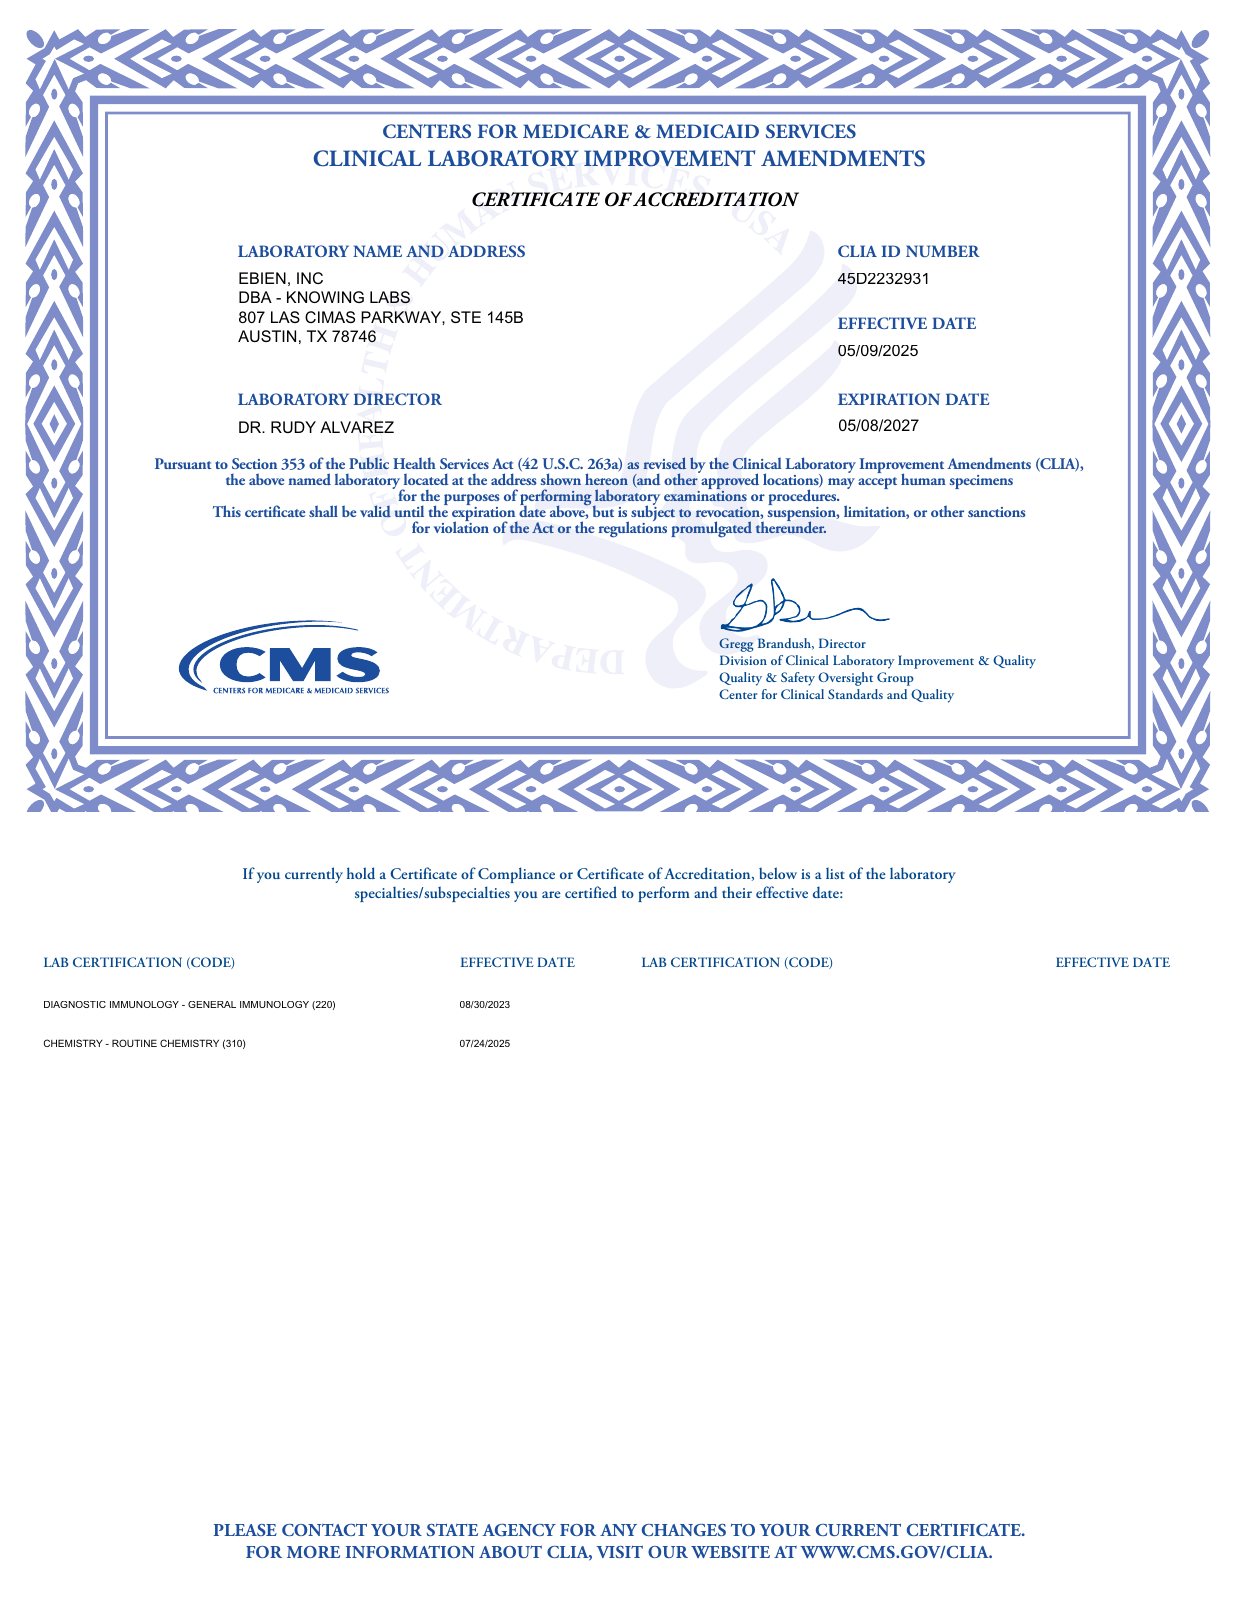 CENTERS FOR MEDICARE & MEDICAID SERVICES
CLINICAL LABORATORY IMPROVEMENT AMENDMENTS
CERTIFICATE OF ACCREDITATION
LABORATORY NAME AND ADDRESS
EBIEN, INC
DBA - KNOWING LABS
807 LAS CIMAS PARKWAY, STE 145B
AUSTIN, TX 78746
CLIA ID NUMBER
45D2232931
EFFECTIVE DATE
05/09/2025
LABORATORY DIRECTOR
DR. RUDY ALVAREZ
EXPIRATION DATE
05/08/2027
Pursuant to Section 353 of the Public Health Services Act (42 U.S.C. 263a) as revised by the Clinical Laboratory Improvement Amendments (CLIA),
the above named laboratory located at the address shown hereon (and other approved locations) may accept human specimens
for the purposes of performing laboratory examinations or procedures.
This certificate shall be valid until the expiration date above, but is subject to revocation, suspension, limitation, or other sanctions
for violation of the Act or the regulations promulgated thereunder.
DEPARTMENT OF HEALTH HUMAN SERVICES USA
CMS
CENTERS FOR MEDICARE & MEDICAID SERVICES
Gregg Brandush, Director
Division of Clinical Laboratory Improvement & Quality
Quality & Safety Oversight Group
Center for Clinical Standards and Quality
If you currently hold a Certificate of Compliance or Certificate of Accreditation, below is a list of the laboratory
specialties/subspecialties you are certified to perform and their effective date:
LAB CERTIFICATION (CODE) EFFECTIVE DATE LAB CERTIFICATION (CODE) EFFECTIVE DATE
DIAGNOSTIC IMMUNOLOGY - GENERAL IMMUNOLOGY (220) 08/30/2023
CHEMISTRY - ROUTINE CHEMISTRY (310) 07/24/2025
PLEASE CONTACT YOUR STATE AGENCY FOR ANY CHANGES TO YOUR CURRENT CERTIFICATE.
FOR MORE INFORMATION ABOUT CLIA, VISIT OUR WEBSITE AT WWW.CMS.GOV/CLIA.